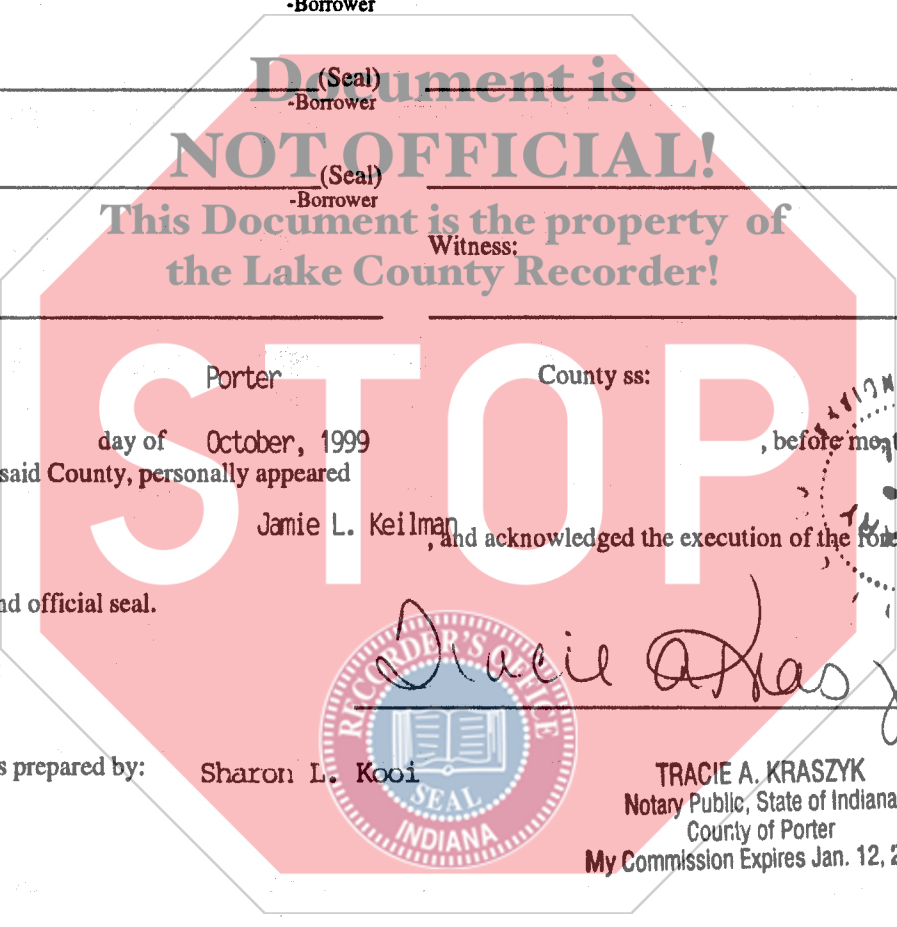 -Borrower
(Seal)
-Borrower
Document is
NOT OFFICIAL!
(Seal)
-Borrower
This Document is the property of
Witness:
the Lake County Recorder!
STOP
Porter County ss:
day of October, 1999 , before me,
said County, personally appeared
Jamie L. Keilman
, and acknowledged the execution of the
nd official seal.
Tracie A Kras
RECORDER'S OFFICE
SEAL
INDIANA
s prepared by: Sharon L. Kooi
TRACIE A. KRASZYK
Notary Public, State of Indiana
County of Porter
My Commission Expires Jan. 12, 2